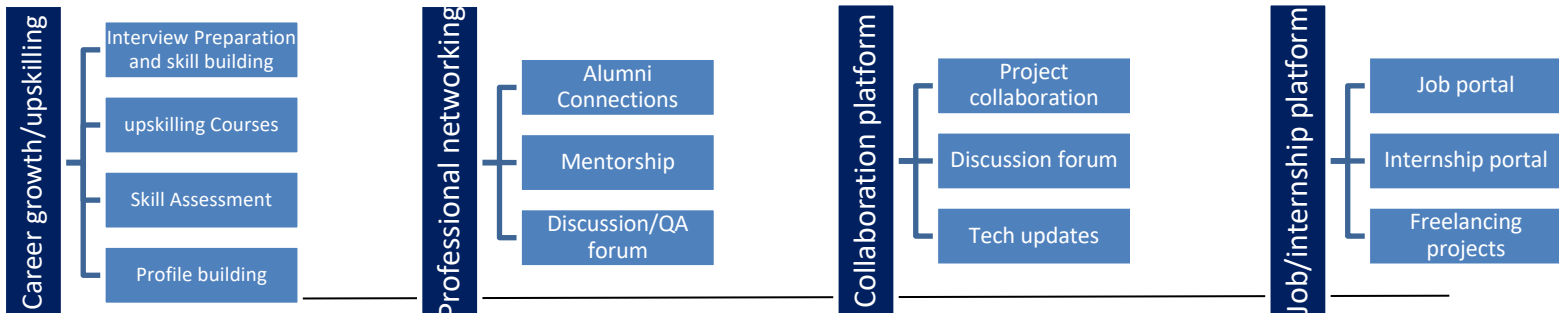 Career growth/upskilling
Interview Preparation
and skill building
upskilling Courses
Skill Assessment
Profile building
Professional networking
Alumni
Connections
Mentorship
Discussion/QA
forum
Collaboration platform
Project
collaboration
Discussion forum
Tech updates
Job/internship platform
Job portal
Internship portal
Freelancing
projects